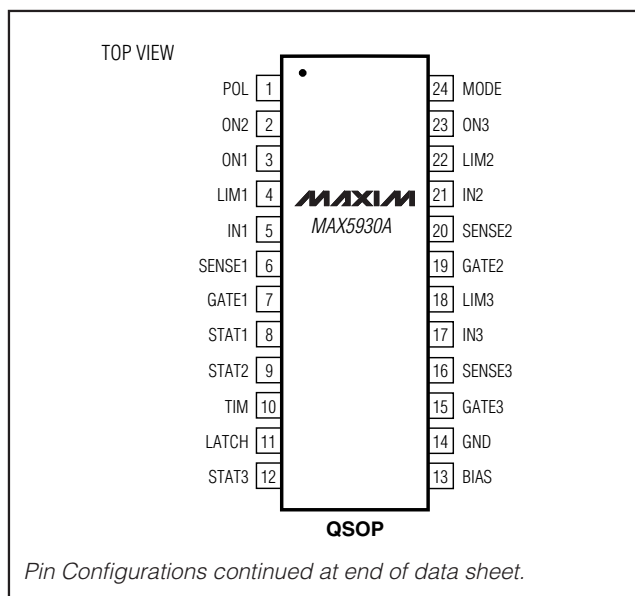 TOP VIEW
POL 1
ON2 2
ON1 3
LIM1 4
IN1 5
SENSE1 6
GATE1 7
STAT1 8
STAT2 9
TIM 10
LATCH 11
STAT3 12
MAXIM
MAX5930A
24 MODE
23 ON3
22 LIM2
21 IN2
20 SENSE2
19 GATE2
18 LIM3
17 IN3
16 SENSE3
15 GATE3
14 GND
13 BIAS
QSOP
Pin Configurations continued at end of data sheet.